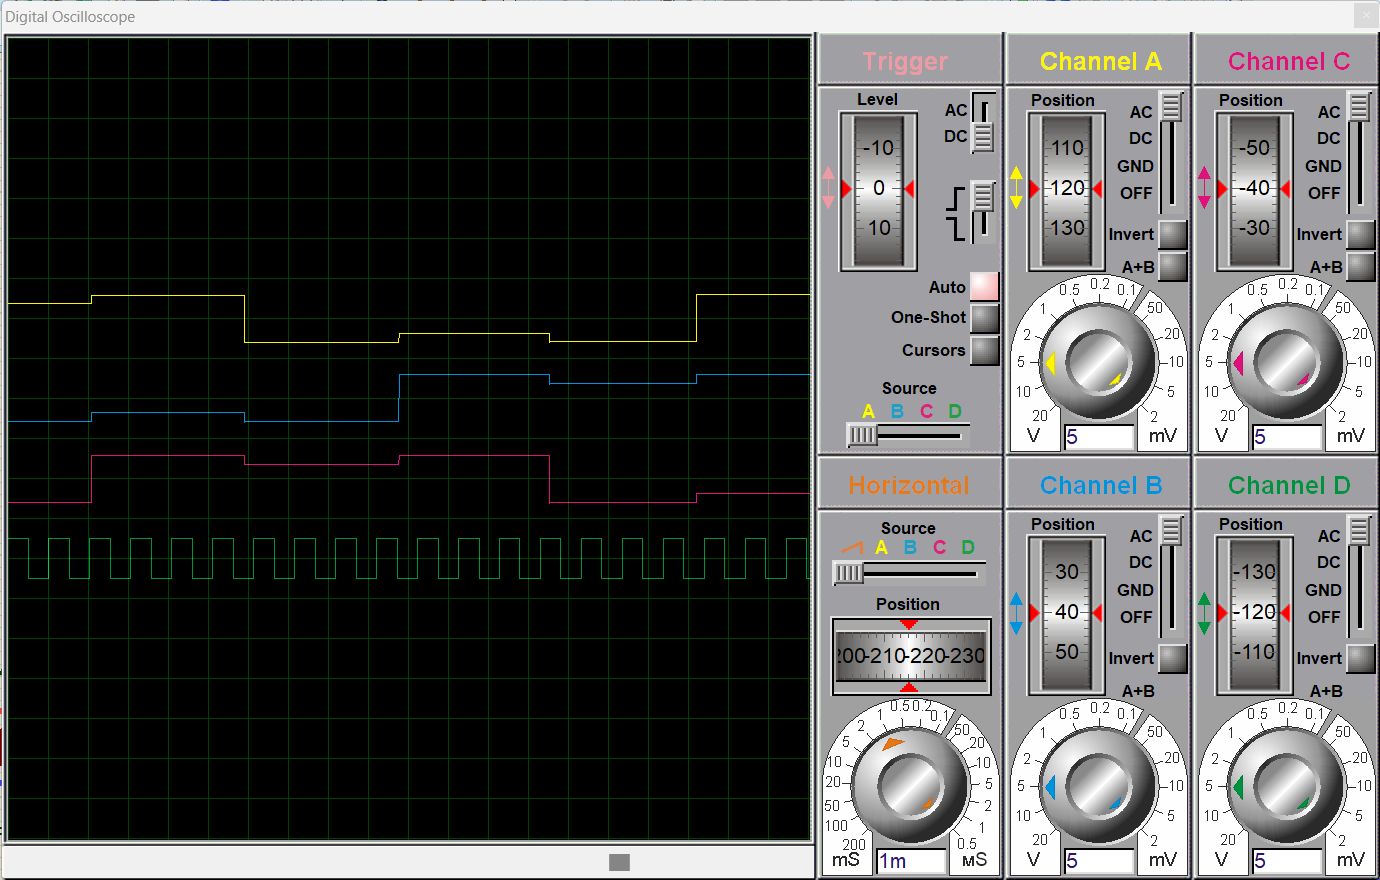 Digital Oscilloscope
Trigger
Level
-10
0
10
AC
DC
Auto
One-Shot
Cursors
Source
A B C D
Channel A
Position
110
120
130
AC
DC
GND
OFF
Invert
A+B
20
10
5
2
1
0.5
0.2
0.1
50
20
10
5
2
V
5
mV
Channel C
Position
-50
-40
-30
AC
DC
GND
OFF
Invert
A+B
20
10
5
2
1
0.5
0.2
0.1
50
20
10
5
2
V
5
mV
Horizontal
Source
A B C D
Position
200-210-220-230
200
100
50
20
10
5
2
1
0.5
0.2
0.1
50
20
10
5
2
1
0.5
mS
1m
мS
Channel B
Position
30
40
50
AC
DC
GND
OFF
Invert
A+B
20
10
5
2
1
0.5
0.2
0.1
50
20
10
5
2
V
5
mV
Channel D
Position
-130
-120
-110
AC
DC
GND
OFF
Invert
A+B
20
10
5
2
1
0.5
0.2
0.1
50
20
10
5
2
V
5
mV